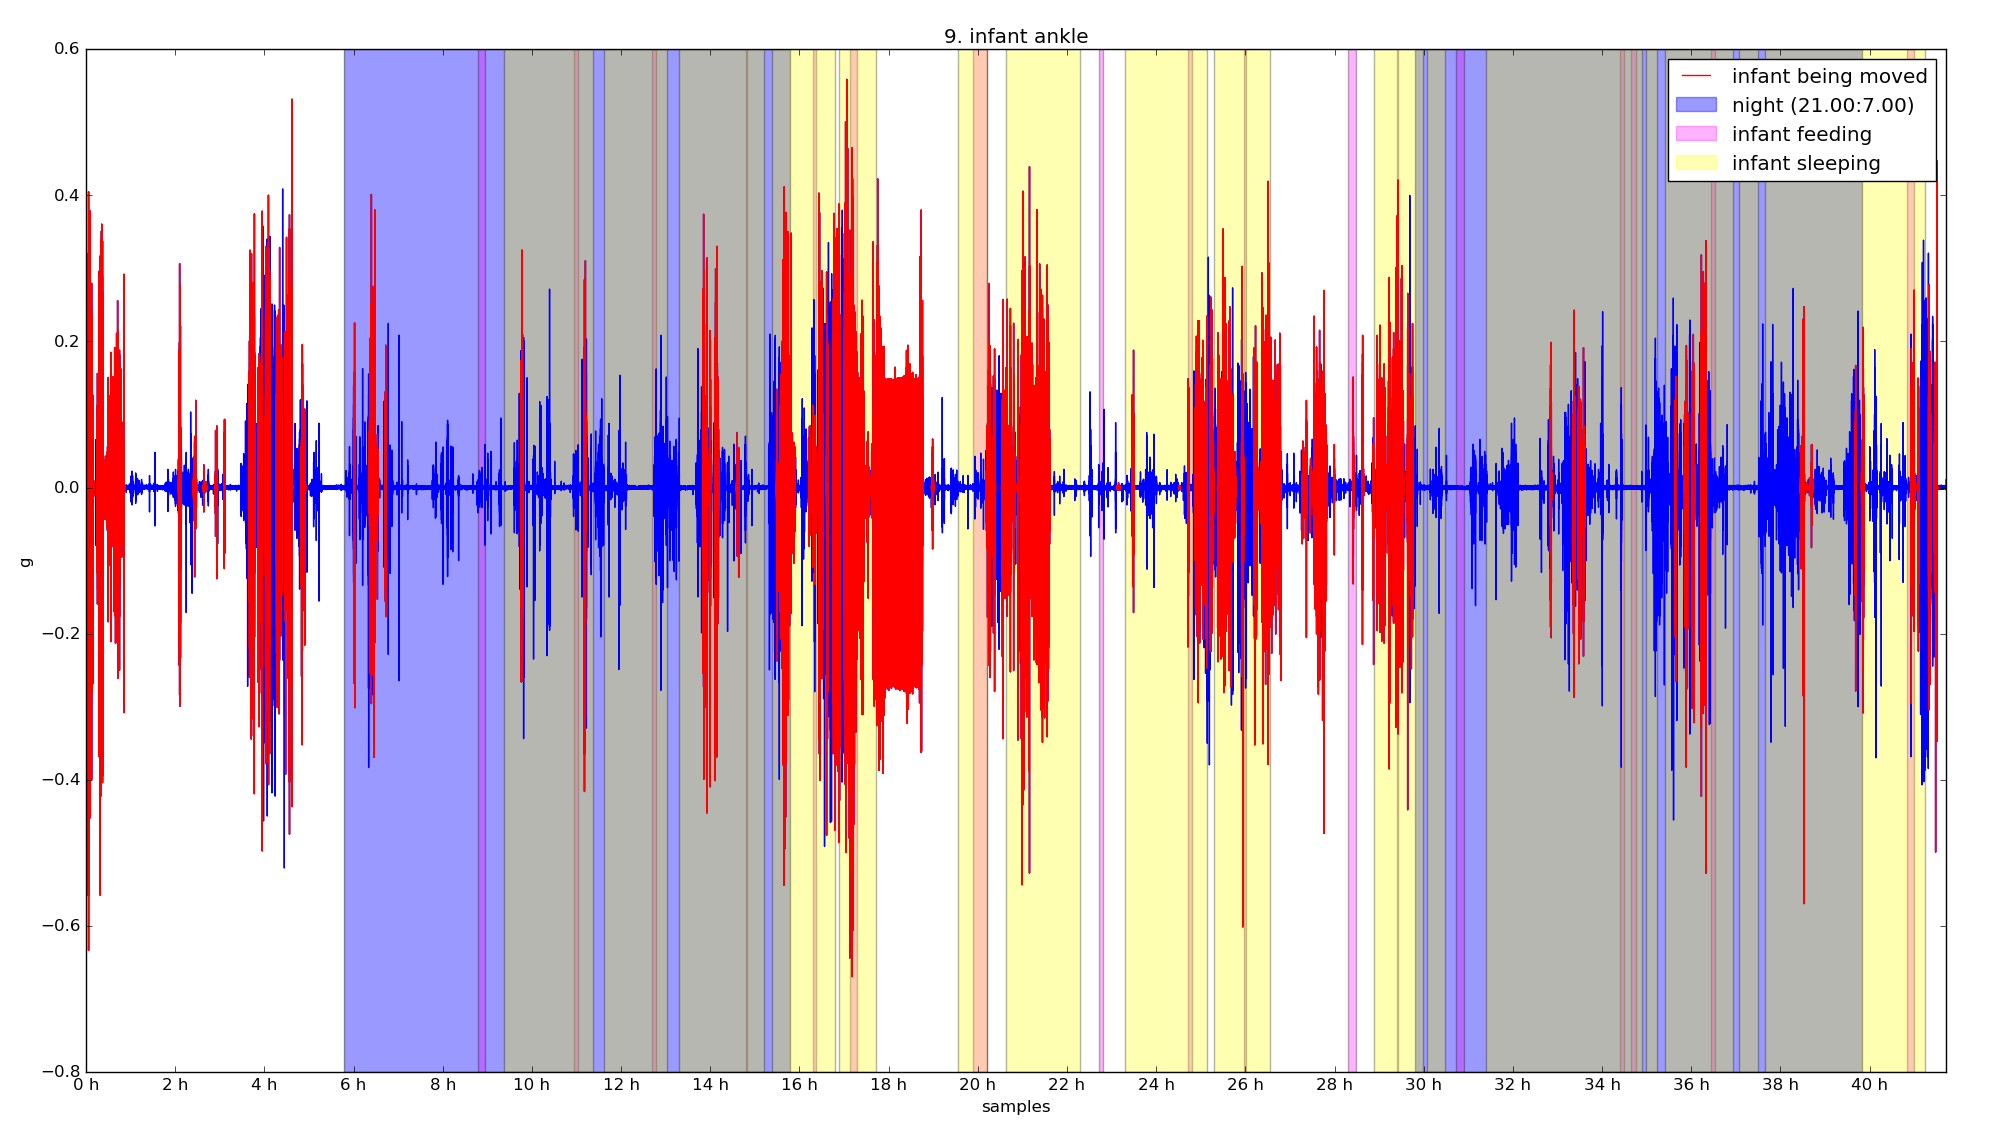 9. infant ankle
infant being moved
night (21.00:7.00)
infant feeding
infant sleeping
0.6
0.4
0.2
0.0
−0.2
−0.4
−0.6
−0.8
g
0 h 2 h 4 h 6 h 8 h 10 h 12 h 14 h 16 h 18 h 20 h 22 h 24 h 26 h 28 h 30 h 32 h 34 h 36 h 38 h 40 h
samples